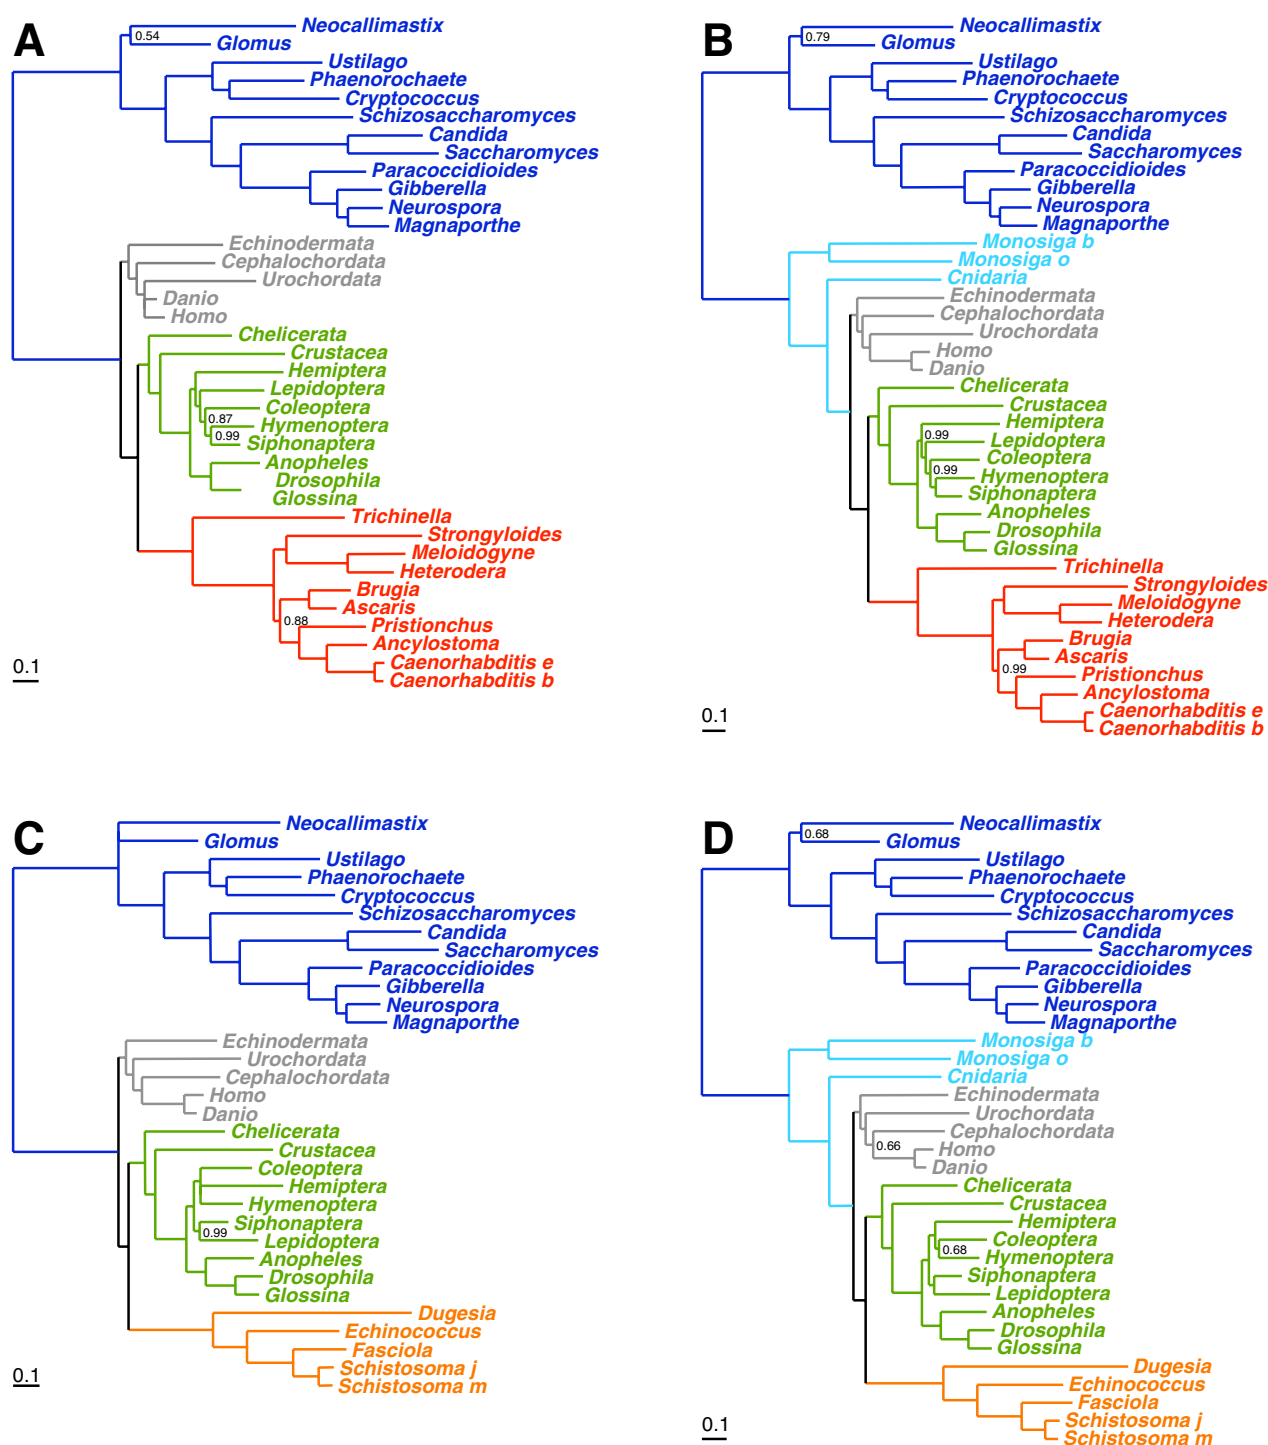 A
0.54
Neocallimastix
Glomus
Ustilago
Phaenorochaete
Cryptococcus
Schizosaccharomyces
Candida
Saccharomyces
Paracoccidioides
Gibberella
Neurospora
Magnaporthe
Echinodermata
Cephalochordata
Urochordata
Danio
Homo
Chelicerata
Crustacea
Hemiptera
Lepidoptera
Coleoptera
0.87
Hymenoptera
0.99
Siphonaptera
Anopheles
Drosophila
Glossina
Trichinella
Strongyloides
Meloidogyne
Heterodera
Brugia
Ascaris
0.88
Pristionchus
Ancylostoma
Caenorhabditis e
Caenorhabditis b
0.1
B
0.79
Neocallimastix
Glomus
Ustilago
Phaenorochaete
Cryptococcus
Schizosaccharomyces
Candida
Saccharomyces
Paracoccidioides
Gibberella
Neurospora
Magnaporthe
Monosiga b
Monosiga o
Cnidaria
Echinodermata
Cephalochordata
Urochordata
Homo
Danio
Chelicerata
Crustacea
Hemiptera
0.99
Lepidoptera
Coleoptera
0.99
Hymenoptera
Siphonaptera
Anopheles
Drosophila
Glossina
Trichinella
Strongyloides
Meloidogyne
Heterodera
Brugia
Ascaris
0.99
Pristionchus
Ancylostoma
Caenorhabditis e
Caenorhabditis b
0.1
C
Neocallimastix
Glomus
Ustilago
Phaenorochaete
Cryptococcus
Schizosaccharomyces
Candida
Saccharomyces
Paracoccidioides
Gibberella
Neurospora
Magnaporthe
Echinodermata
Urochordata
Cephalochordata
Homo
Danio
Chelicerata
Crustacea
Coleoptera
Hemiptera
Hymenoptera
Siphonaptera
0.99
Lepidoptera
Anopheles
Drosophila
Glossina
Dugesia
Echinococcus
Fasciola
Schistosoma j
Schistosoma m
0.1
D
0.68
Neocallimastix
Glomus
Ustilago
Phaenorochaete
Cryptococcus
Schizosaccharomyces
Candida
Saccharomyces
Paracoccidioides
Gibberella
Neurospora
Magnaporthe
Monosiga b
Monosiga o
Cnidaria
Echinodermata
Urochordata
Cephalochordata
0.66
Homo
Danio
Chelicerata
Crustacea
Hemiptera
Coleoptera
0.68
Hymenoptera
Siphonaptera
Lepidoptera
Anopheles
Drosophila
Glossina
Dugesia
Echinococcus
Fasciola
Schistosoma j
Schistosoma m
0.1